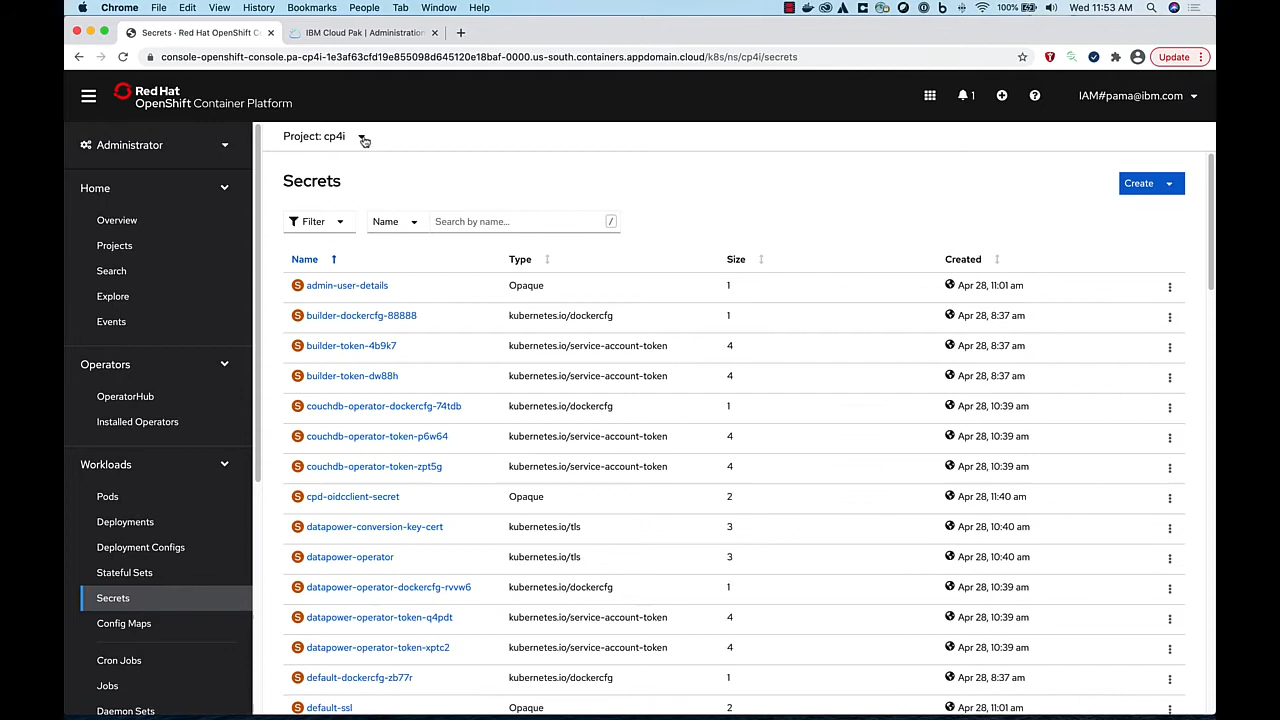 Chrome File Edit View History Bookmarks People Tab Window Help 100% Wed 11:53 AM
Secrets · Red Hat OpenShift C
IBM Cloud Pak | Administration
console-openshift-console.pa-cp4i-1e3af63cfd19e855098d645120e18baf-0000.us-south.containers.appdomain.cloud/k8s/ns/cp4i/secrets
Update
Red Hat
OpenShift Container Platform
1
IAM#pama@ibm.com
Administrator
Home
Overview
Projects
Search
Explore
Events
Operators
OperatorHub
Installed Operators
Workloads
Pods
Deployments
Deployment Configs
Stateful Sets
Secrets
Config Maps
Cron Jobs
Jobs
Daemon Sets
Project: cp4i
Secrets
Create
Filter
Name
Search by name...
/
Name Type Size Created
S admin-user-details Opaque 1 Apr 28, 11:01 am
S builder-dockercfg-88888 kubernetes.io/dockercfg 1 Apr 28, 8:37 am
S builder-token-4b9k7 kubernetes.io/service-account-token 4 Apr 28, 8:37 am
S builder-token-dw88h kubernetes.io/service-account-token 4 Apr 28, 8:37 am
S couchdb-operator-dockercfg-74tdb kubernetes.io/dockercfg 1 Apr 28, 10:39 am
S couchdb-operator-token-p6w64 kubernetes.io/service-account-token 4 Apr 28, 10:39 am
S couchdb-operator-token-zpt5g kubernetes.io/service-account-token 4 Apr 28, 10:39 am
S cpd-oidcclient-secret Opaque 2 Apr 28, 11:40 am
S datapower-conversion-key-cert kubernetes.io/tls 3 Apr 28, 10:40 am
S datapower-operator kubernetes.io/tls 3 Apr 28, 10:40 am
S datapower-operator-dockercfg-rvvw6 kubernetes.io/dockercfg 1 Apr 28, 10:39 am
S datapower-operator-token-q4pdt kubernetes.io/service-account-token 4 Apr 28, 10:39 am
S datapower-operator-token-xptc2 kubernetes.io/service-account-token 4 Apr 28, 10:39 am
S default-dockercfg-zb77r kubernetes.io/dockercfg 1 Apr 28, 8:37 am
S default-ssl Opaque 2 Apr 28, 11:01 am